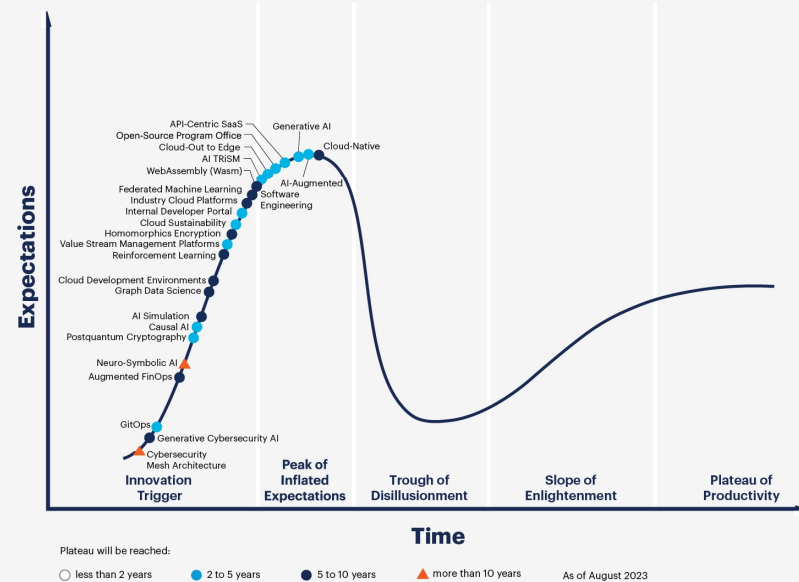 Expectations
API-Centric SaaS
Open-Source Program Office
Cloud-Out to Edge
AI TRiSM
WebAssembly (Wasm)
Federated Machine Learning
Industry Cloud Platforms
Internal Developer Portal
Cloud Sustainability
Homomorphics Encryption
Value Stream Management Platforms
Reinforcement Learning
Cloud Development Environments
Graph Data Science
AI Simulation
Causal AI
Postquantum Cryptography
Neuro-Symbolic AI
Augmented FinOps
GitOps
Generative Cybersecurity AI
Cybersecurity
Mesh Architecture
Generative AI
Cloud-Native
AI-Augmented
Software
Engineering
Innovation
Trigger
Peak of
Inflated
Expectations
Trough of
Disillusionment
Slope of
Enlightenment
Plateau of
Productivity
Time
Plateau will be reached:
less than 2 years
2 to 5 years
5 to 10 years
more than 10 years
As of August 2023